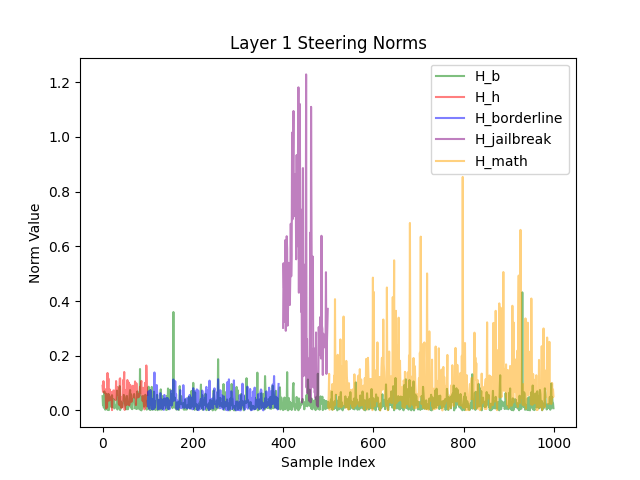 Layer 1 Steering Norms
H_b
H_h
H_borderline
H_jailbreak
H_math
Norm Value
1.2
1.0
0.8
0.6
0.4
0.2
0.0
0 200 400 600 800 1000
Sample Index